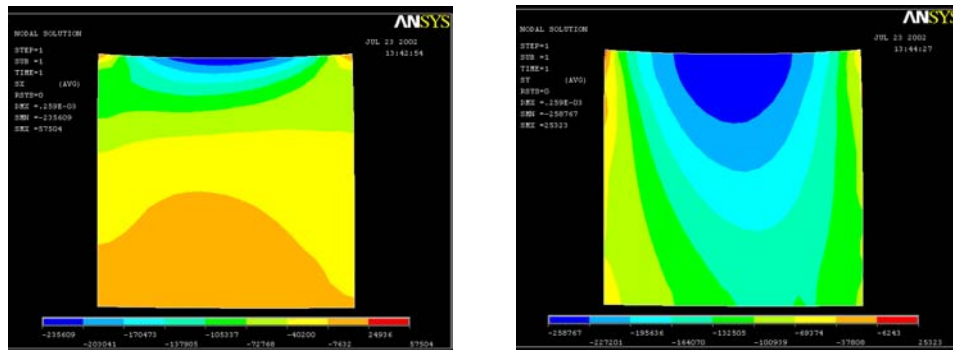 ANSYS
NODAL SOLUTION
JUL 23 2002
13:42:54
STEP=1
SUB =1
TIME=1
SX (AVG)
RSYS=0
DMX =.259E-03
SMN =-235609
SMX =57504
-235609 -170473 -105337 -40200 24936
-203041 -137905 -72768 -7632 57504
ANSYS
NODAL SOLUTION
JUL 23 2002
13:44:27
STEP=1
SUB =1
TIME=1
SY (AVG)
RSYS=0
DMX =.259E-03
SMN =-258767
SMX =25323
-258767 -195636 -132505 -69374 -6243
-227201 -164070 -100939 -37808 25323